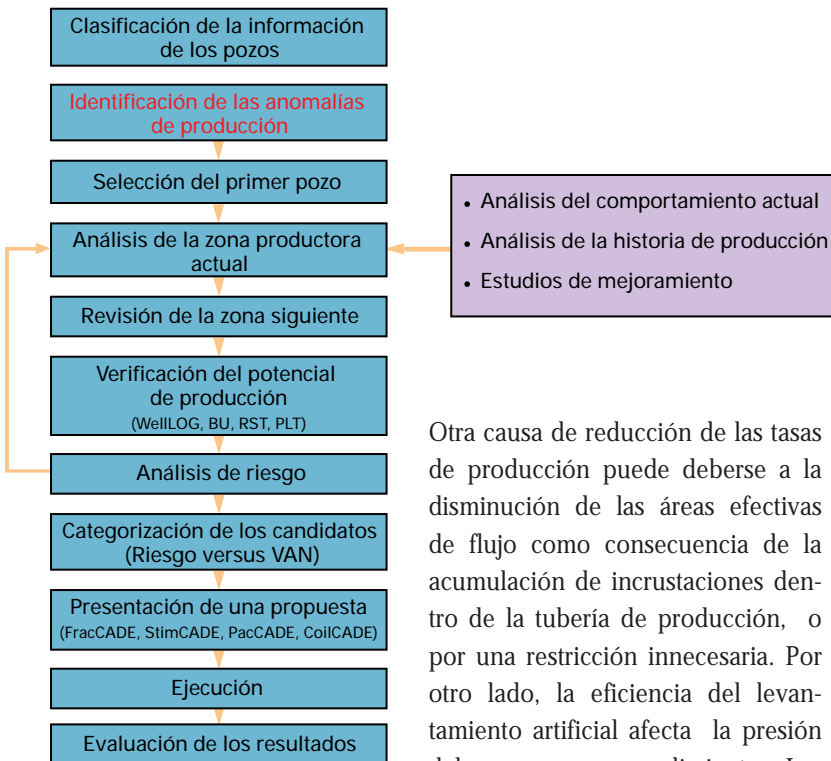 Clasificación de la información
de los pozos
Identificación de las anomalías
de producción
Selección del primer pozo
Análisis de la zona productora
actual
Revisión de la zona siguiente
Verificación del potencial
de producción
(WellLOG, BU, RST, PLT)
Análisis de riesgo
Categorización de los candidatos
(Riesgo versus VAN)
Presentación de una propuesta
(FracCADE, StimCADE, PacCADE, CoilCADE)
Ejecución
Evaluación de los resultados
• Análisis del comportamiento actual
• Análisis de la historia de producción
• Estudios de mejoramiento
Otra causa de reducción de las tasas
de producción puede deberse a la
disminución de las áreas efectivas
de flujo como consecuencia de la
acumulación de incrustaciones den-
tro de la tubería de producción, o
por una restricción innecesaria. Por
otro lado, la eficiencia del levan-
tamiento artificial afecta la presión